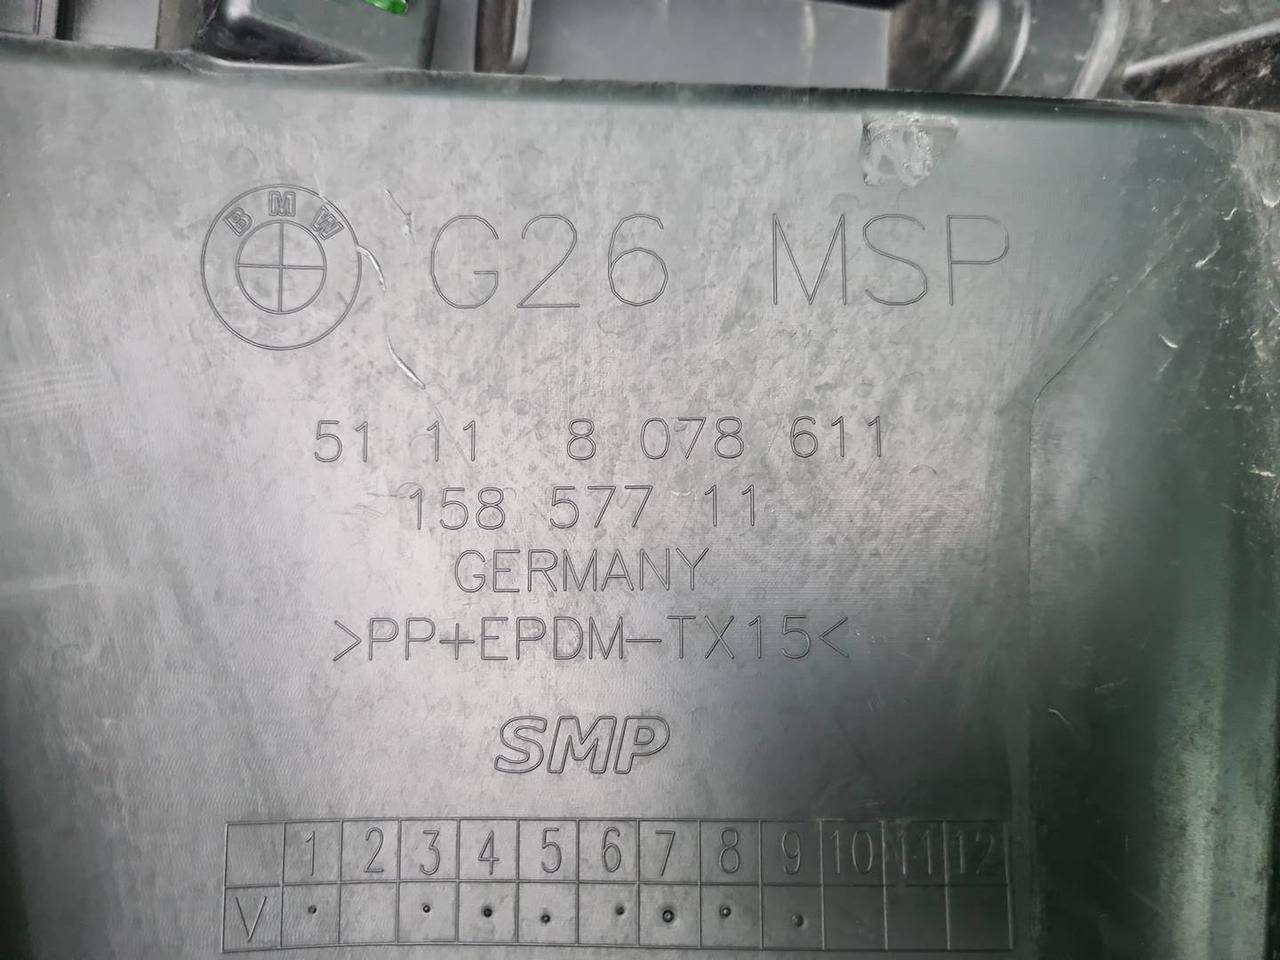 BMW G26 MSP
51 11 8 078 611
158 577 11
GERMANY
>PP+EPDM-TX15<
SMP
1 2 3 4 5 6 7 8 9 10 11 12
V